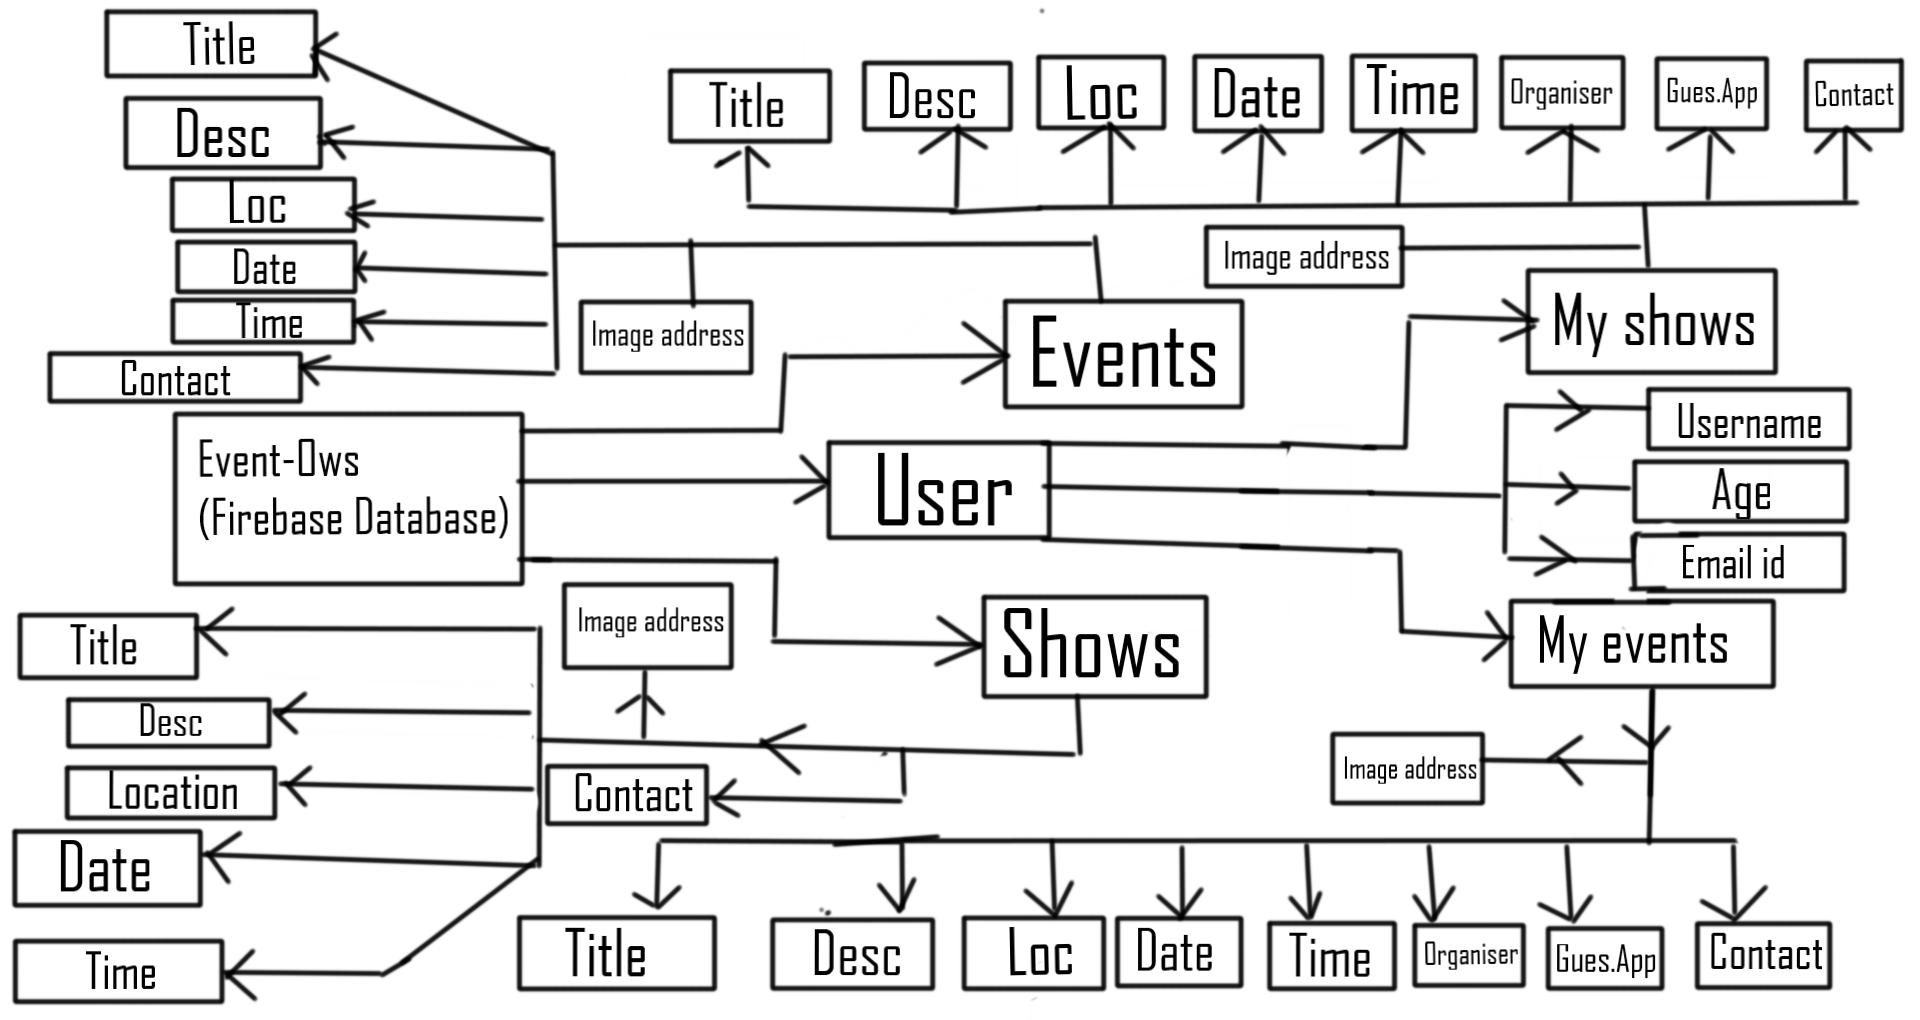 Title
Desc
Loc
Date
Time
Contact
Title
Desc
Loc
Date
Time
Organiser
Gues.App
Contact
Image address
Image address
Events
My shows
Event-Ows
(Firebase Database)
User
Username
Age
Email id
Image address
Shows
My events
Title
Desc
Location
Date
Time
Contact
Image address
Title
Desc
Loc
Date
Time
Organiser
Gues.App
Contact